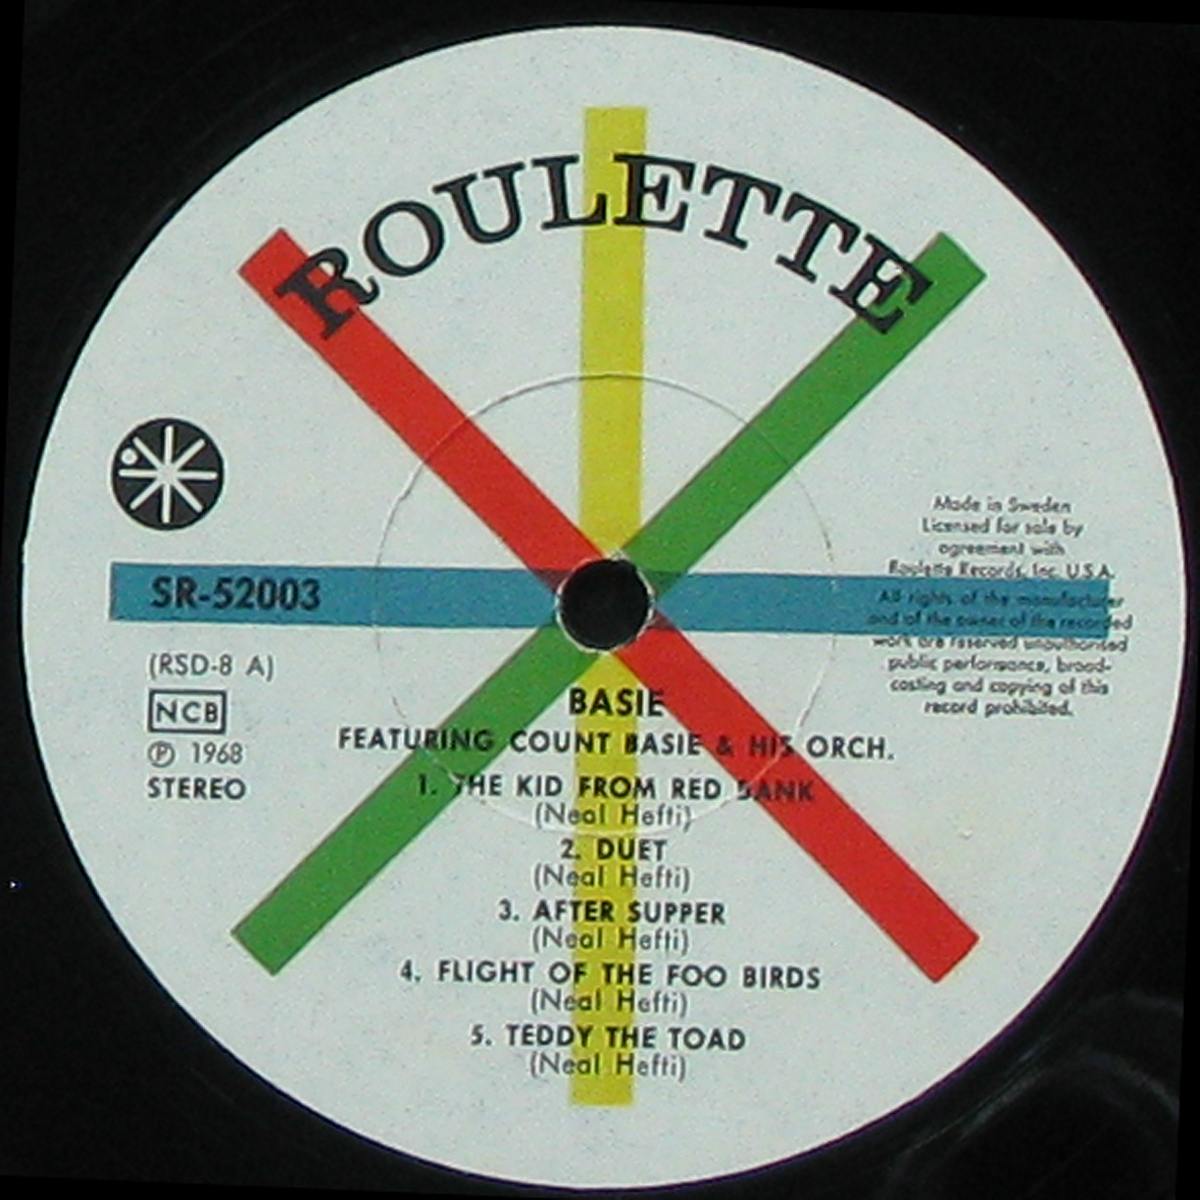 ROULETTE
SR-52003
(RSD-8 A)
NCB
Ⓟ 1968
STEREO
Made in Sweden
Licensed for sale by
agreement with
Roulette Records, Inc. U.S.A.
All rights of the manufacturer
and of the owner of the recorded
work are reserved unauthorised
public performance, broad-
casting and copying of this
record prohibited.
BASIE
FEATURING COUNT BASIE & HIS ORCH.
1. THE KID FROM RED BANK
(Neal Hefti)
2. DUET
(Neal Hefti)
3. AFTER SUPPER
(Neal Hefti)
4. FLIGHT OF THE FOO BIRDS
(Neal Hefti)
5. TEDDY THE TOAD
(Neal Hefti)